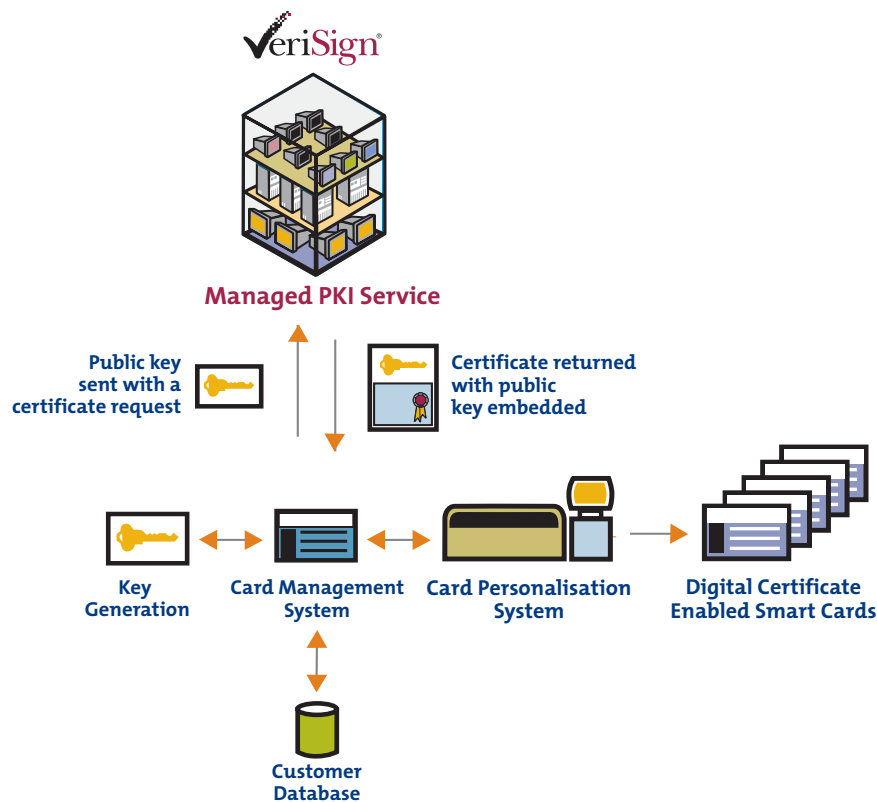 VeriSign®
Managed PKI Service
Public key
sent with a
certificate request
Certificate returned
with public
key embedded
Key
Generation
Card Management
System
Card Personalisation
System
Digital Certificate
Enabled Smart Cards
Customer
Database